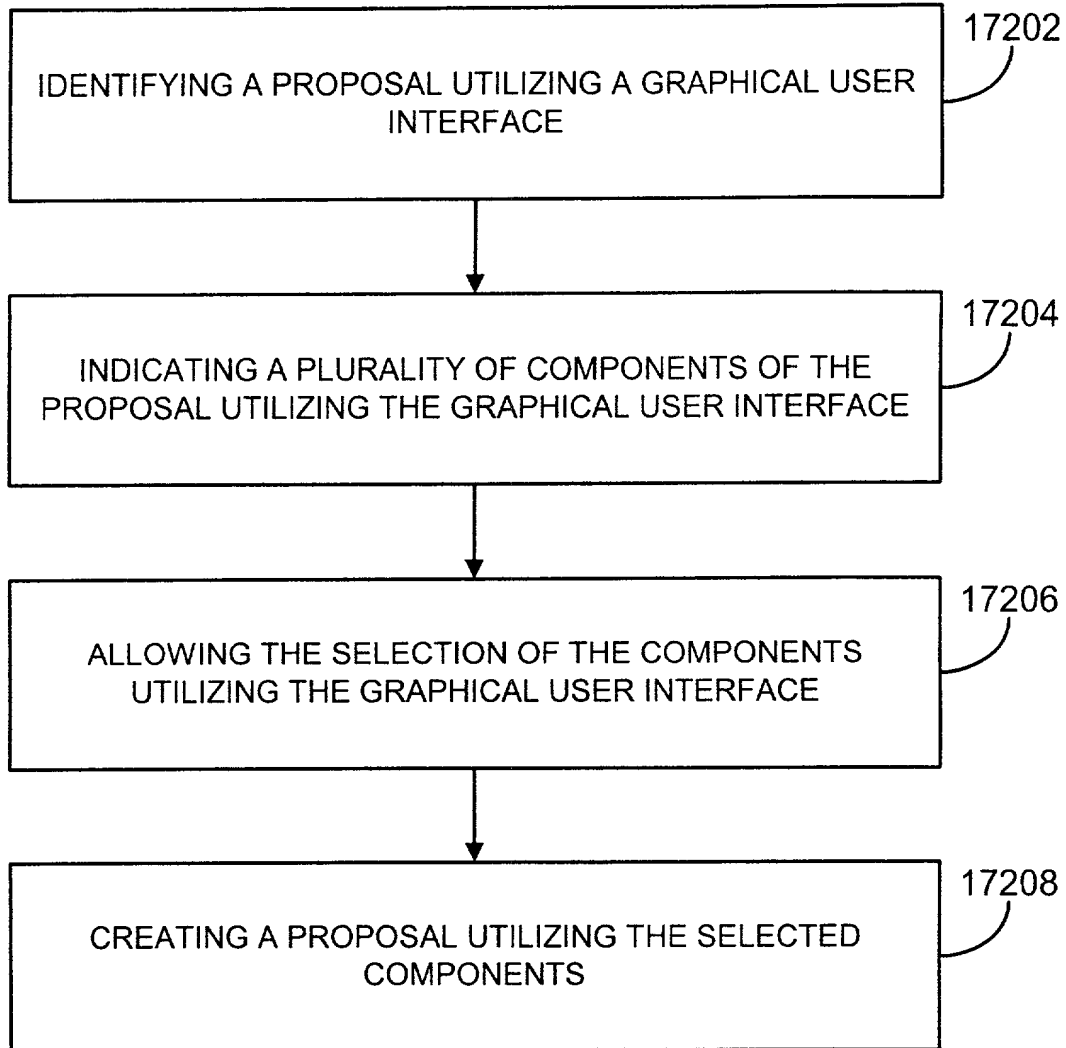 17202
IDENTIFYING A PROPOSAL UTILIZING A GRAPHICAL USER
INTERFACE
17204
INDICATING A PLURALITY OF COMPONENTS OF THE
PROPOSAL UTILIZING THE GRAPHICAL USER INTERFACE
17206
ALLOWING THE SELECTION OF THE COMPONENTS
UTILIZING THE GRAPHICAL USER INTERFACE
17208
CREATING A PROPOSAL UTILIZING THE SELECTED
COMPONENTS